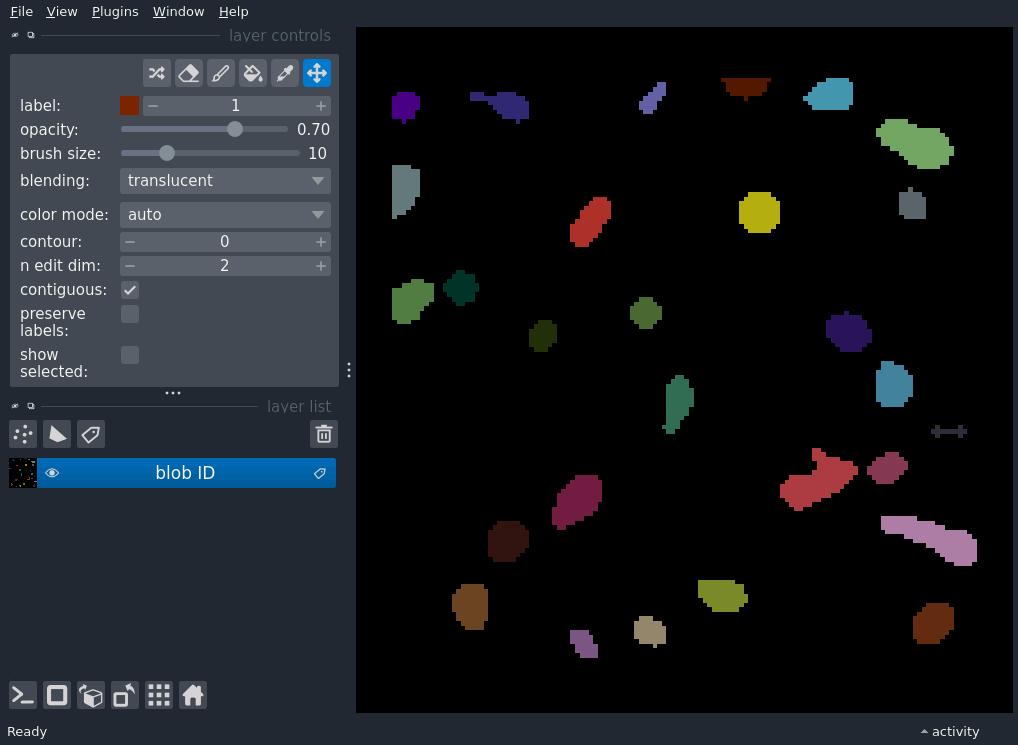 File View Plugins Window Help
layer controls
label: 1
opacity: 0.70
brush size: 10
blending: translucent
color mode: auto
contour: 0
n edit dim: 2
contiguous:
preserve
labels:
show
selected:
layer list
blob ID
Ready
activity